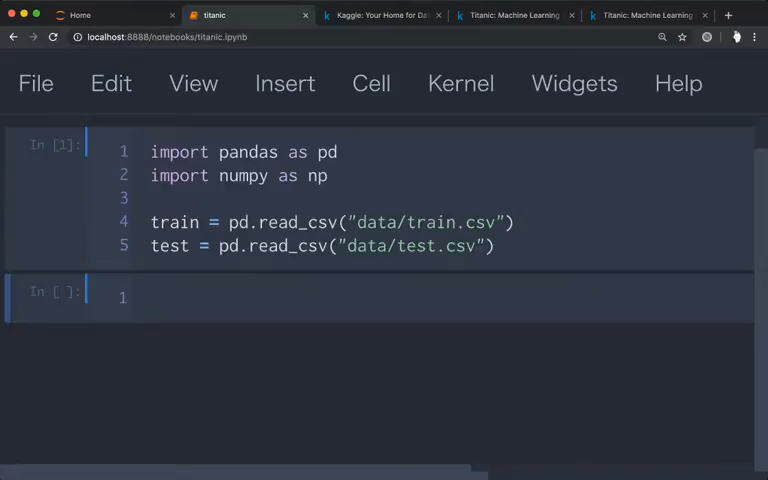 Home
titanic
Kaggle: Your Home for Da
Titanic: Machine Learning
Titanic: Machine Learning
localhost:8888/notebooks/titanic.ipynb
File Edit View Insert Cell Kernel Widgets Help
In [1]:
1 import pandas as pd
2 import numpy as np
3
4 train = pd.read_csv("data/train.csv")
5 test = pd.read_csv("data/test.csv")
In [ ]:
1